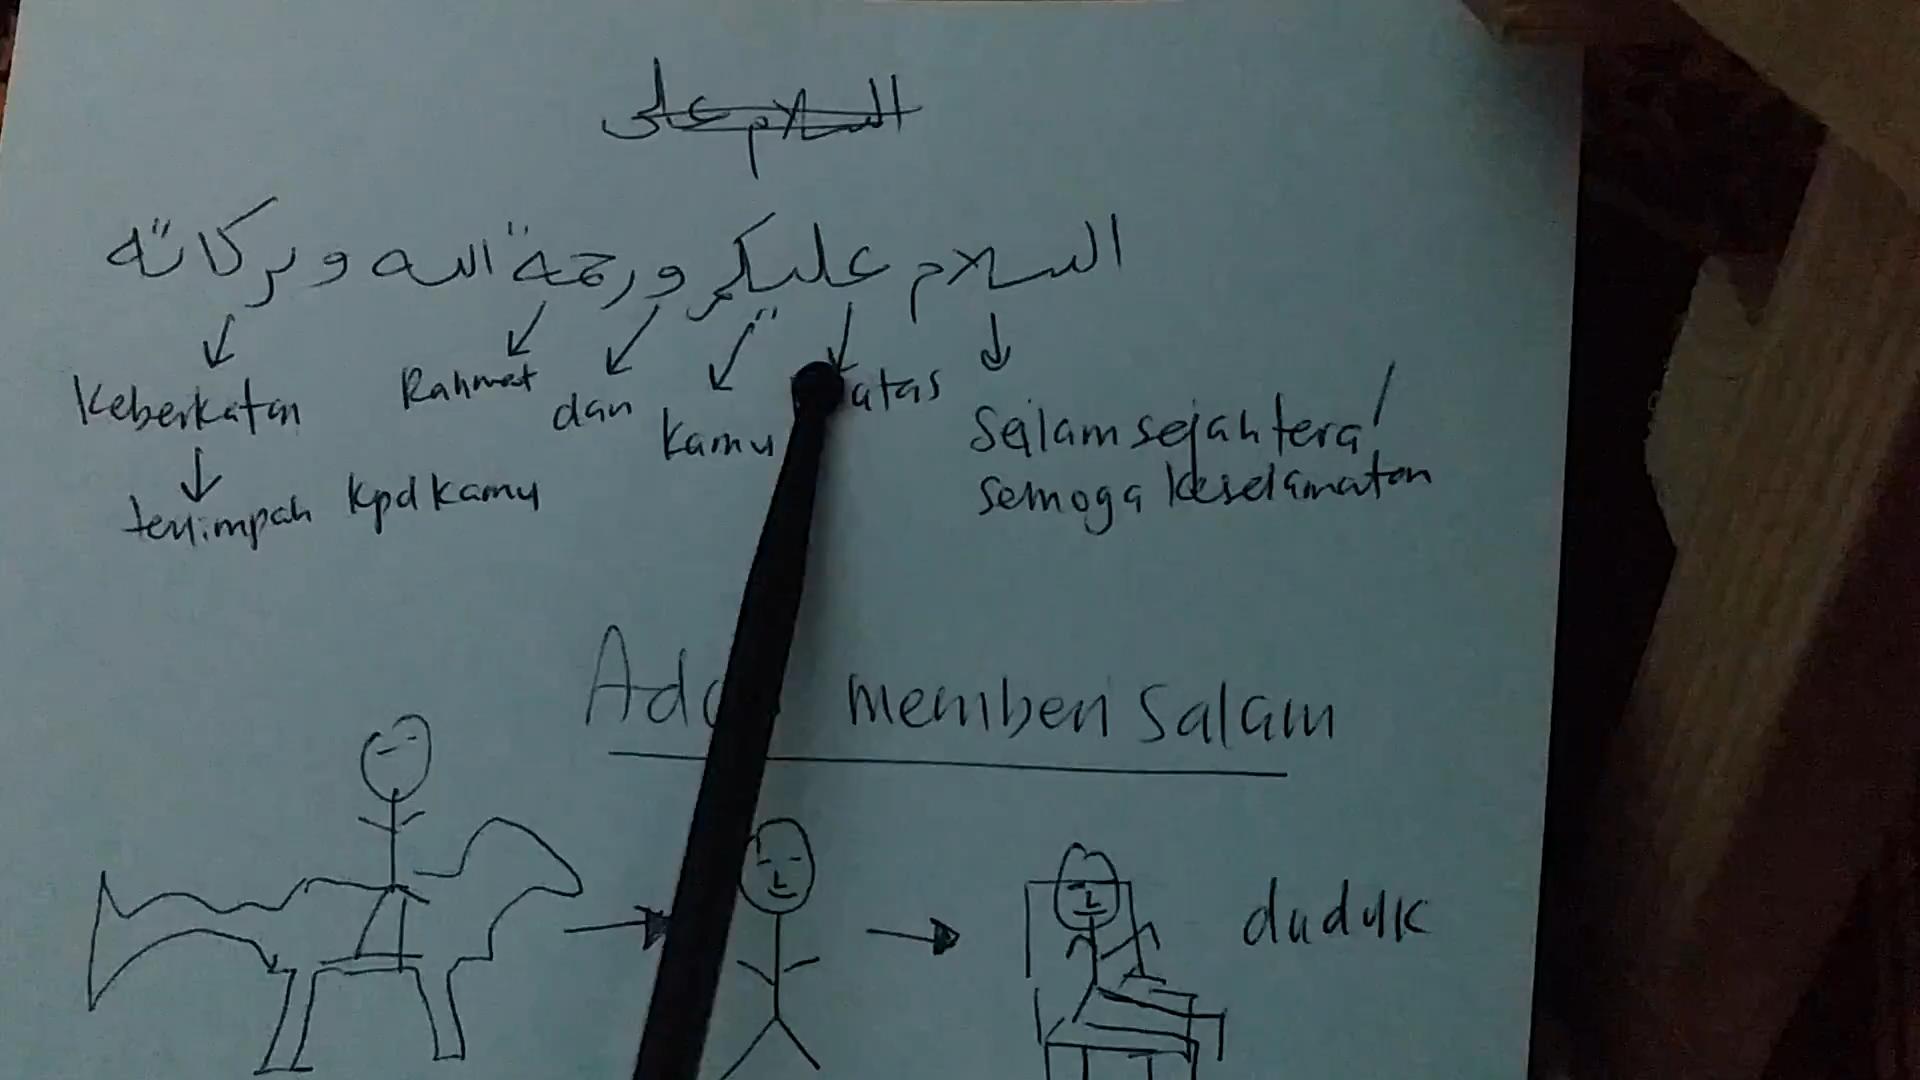 السلام على
السلام عليكم ورحمة الله وبركاته
Keberkatan Rahmat dan Kamu atas Salam sejahtera/
terlimpah kpd kamu semoga keselamatan
memberi salam
duduk